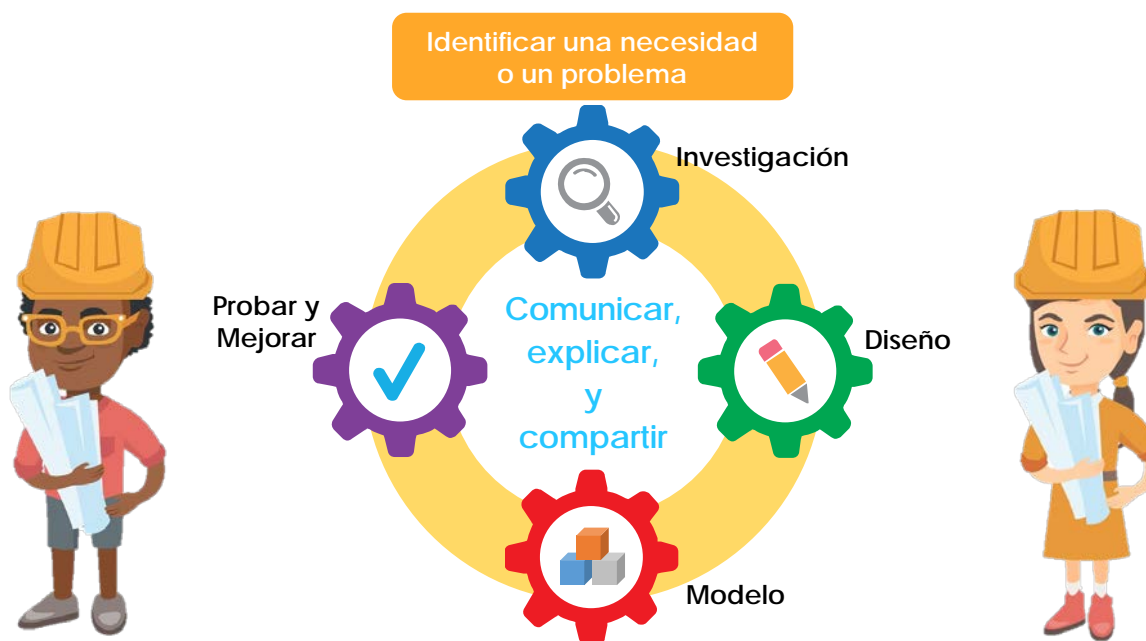 Identificar una necesidad
o un problema
Investigación
Diseño
Modelo
Probar y
Mejorar
Comunicar,
explicar,
y
compartir